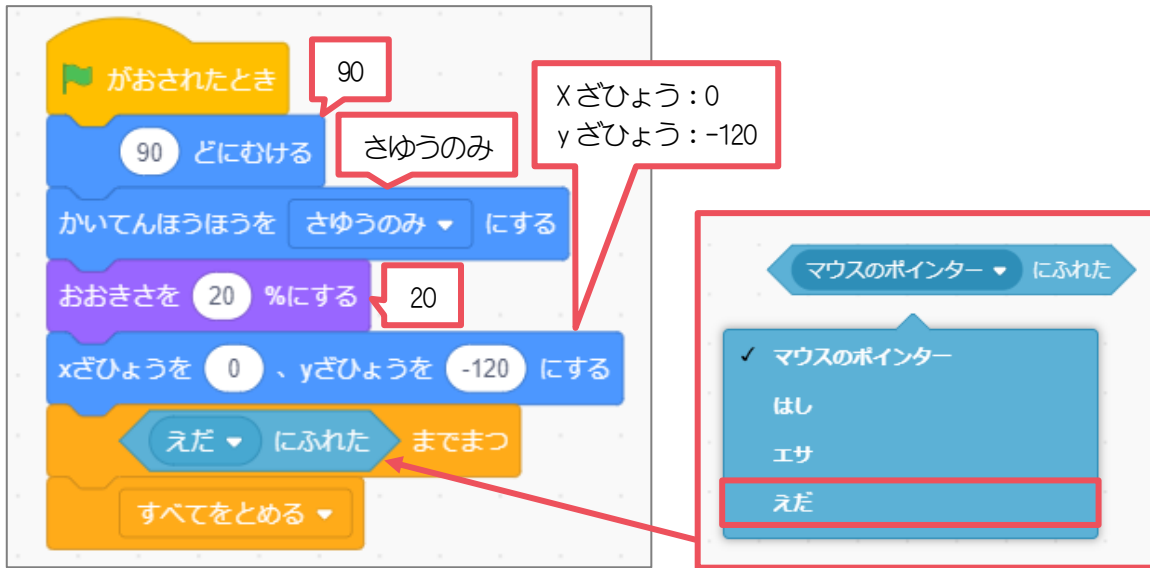 がおされたとき
90
90 どにむける
さゆうのみ
かいてんほうほうを さゆうのみ にする
おおきさを 20 %にする
20
X ざひょう:0
y ざひょう:-120
xざひょうを 0 、yざひょうを -120 にする
えだ にふれた までまつ
すべてをとめる
マウスのポインター にふれた
✓ マウスのポインター
はし
エサ
えだ